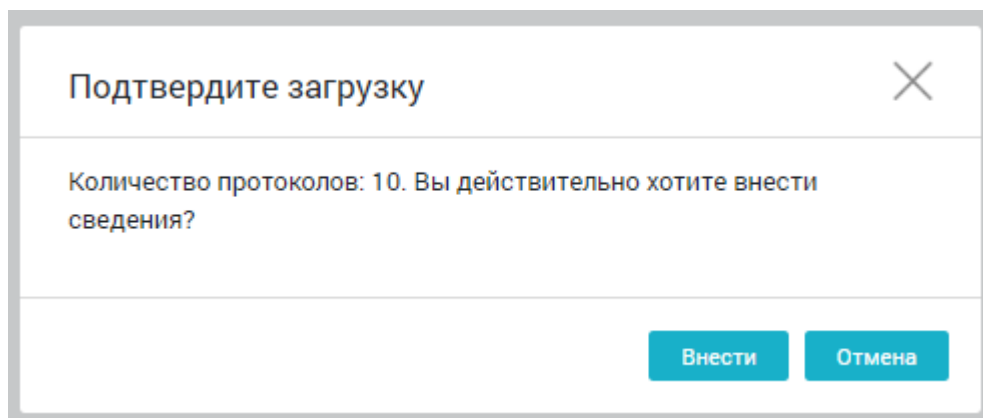 Подтвердите загрузку
Количество протоколов: 10. Вы действительно хотите внести
сведения?
Внести
Отмена